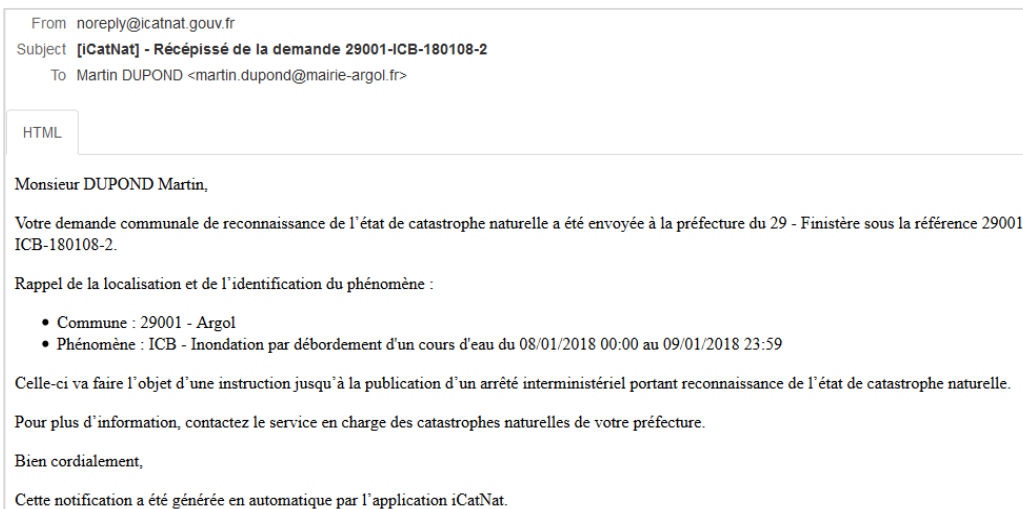 From noreply@icatnat.gouv.fr
Subject [iCatNat] - Récépissé de la demande 29001-ICB-180108-2
To Martin DUPOND <martin.dupond@mairie-argol.fr>
HTML
Monsieur DUPOND Martin,
Votre demande communale de reconnaissance de l'état de catastrophe naturelle a été envoyée à la préfecture du 29 - Finistère sous la référence 29001
ICB-180108-2.
Rappel de la localisation et de l'identification du phénomène :
• Commune : 29001 - Argol
• Phénomène : ICB - Inondation par débordement d'un cours d'eau du 08/01/2018 00:00 au 09/01/2018 23:59
Celle-ci va faire l'objet d'une instruction jusqu'à la publication d'un arrêté interministériel portant reconnaissance de l'état de catastrophe naturelle.
Pour plus d'information, contactez le service en charge des catastrophes naturelles de votre préfecture.
Bien cordialement,
Cette notification a été générée en automatique par l'application iCatNat.